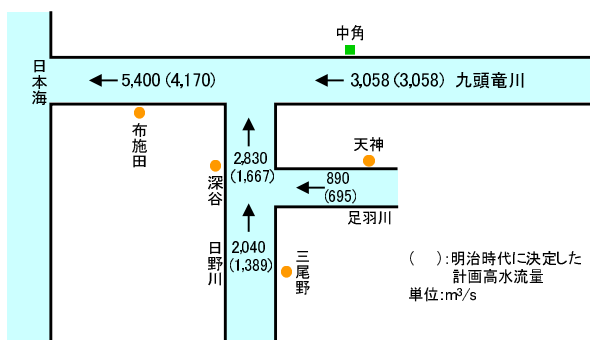 中角
日本海
5,400(4,170)
3,058(3,058) 九頭竜川
布施田
2,830
(1,667)
深谷
天神
890
(695)
足羽川
日野川
2,040
(1,389)
三尾野
(　):明治時代に決定した
計画高水流量
単位:m³/s